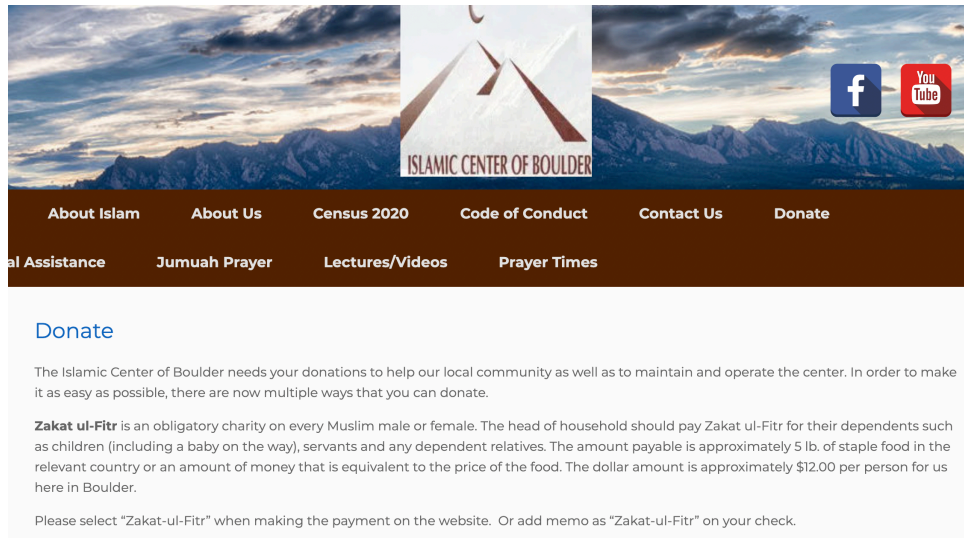 ISLAMIC CENTER OF BOULDER
f
You
Tube
About Islam About Us Census 2020 Code of Conduct Contact Us Donate
al Assistance Jumuah Prayer Lectures/Videos Prayer Times
Donate
The Islamic Center of Boulder needs your donations to help our local community as well as to maintain and operate the center. In order to make
it as easy as possible, there are now multiple ways that you can donate.
Zakat ul-Fitr is an obligatory charity on every Muslim male or female. The head of household should pay Zakat ul-Fitr for their dependents such
as children (including a baby on the way), servants and any dependent relatives. The amount payable is approximately 5 lb. of staple food in the
relevant country or an amount of money that is equivalent to the price of the food. The dollar amount is approximately $12.00 per person for us
here in Boulder.
Please select “Zakat-ul-Fitr” when making the payment on the website.  Or add memo as “Zakat-ul-Fitr” on your check.